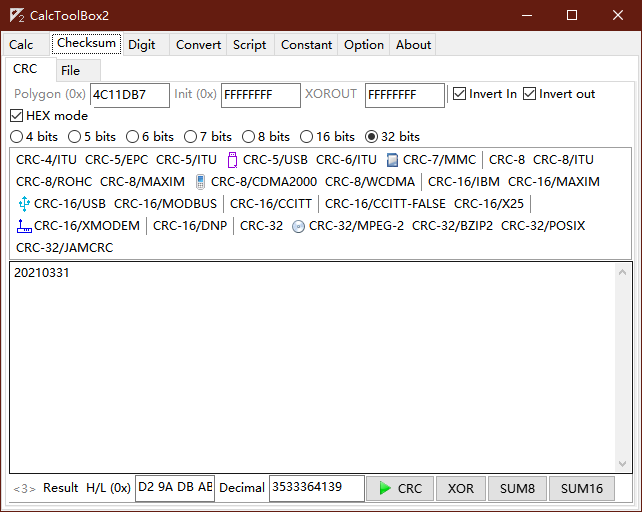 CalcToolBox2
Calc Checksum Digit Convert Script Constant Option About
CRC File
Polygon (0x) 4C11DB7 Init (0x) FFFFFFFF XOROUT FFFFFFFF Invert In Invert out
HEX mode
4 bits 5 bits 6 bits 7 bits 8 bits 16 bits 32 bits
CRC-4/ITU CRC-5/EPC CRC-5/ITU CRC-5/USB CRC-6/ITU CRC-7/MMC CRC-8 CRC-8/ITU
CRC-8/ROHC CRC-8/MAXIM CRC-8/CDMA2000 CRC-8/WCDMA CRC-16/IBM CRC-16/MAXIM
CRC-16/USB CRC-16/MODBUS CRC-16/CCITT CRC-16/CCITT-FALSE CRC-16/X25
CRC-16/XMODEM CRC-16/DNP CRC-32 CRC-32/MPEG-2 CRC-32/BZIP2 CRC-32/POSIX
CRC-32/JAMCRC
20210331
<3> Result H/L (0x) D2 9A DB AB Decimal 3533364139 CRC XOR SUM8 SUM16